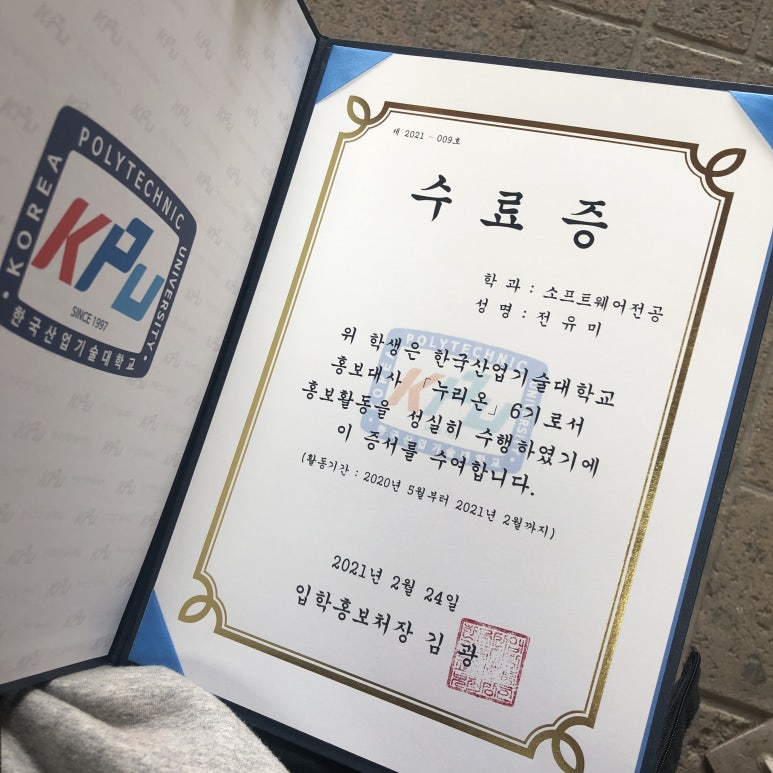 POLYTECHNIC
KOREA
UNIVERSITY
KPU
SINCE 1997
한국산업기술대학교
제 2021 - 009호
수료증
학 과 : 소프트웨어전공
성 명 : 전 유 미
위 학생은 한국산업기술대학교
홍보대사 「누리온」 6기로서
홍보활동을 성실히 수행하였기에
이 증서를 수여합니다.
(활동기간 : 2020년 5월부터 2021년 2월까지)
2021년 2월 24일
입학홍보처장 김 광